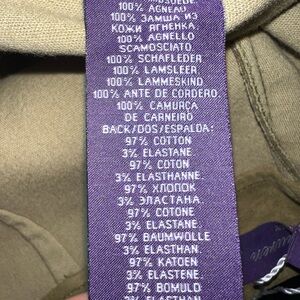 100% AGNEAU
100% ЗАМША ИЗ
КОЖИ ЯГНЕНКА.
100% AGNELLO
SCAMOSCIATO.
100% SCHAFLEDER
100% LAMSLEER
100% LAMMESKIND
100% ANTE DE CORDERO.
100% CAMURÇA
DE CARNEIRO
BACK/DOS/ESPALDA:
97% COTTON
3% ELASTANE.
97% COTON
3% ELASTHANNE.
97% ХЛОПОК
3% ЭЛАСТАНА.
97% COTONE
3% ELASTANE.
97% BAUMWOLLE
3% ELASTHAN.
97% KATOEN
3% ELASTENE.
97% BOMULD
3% ELASTHAN